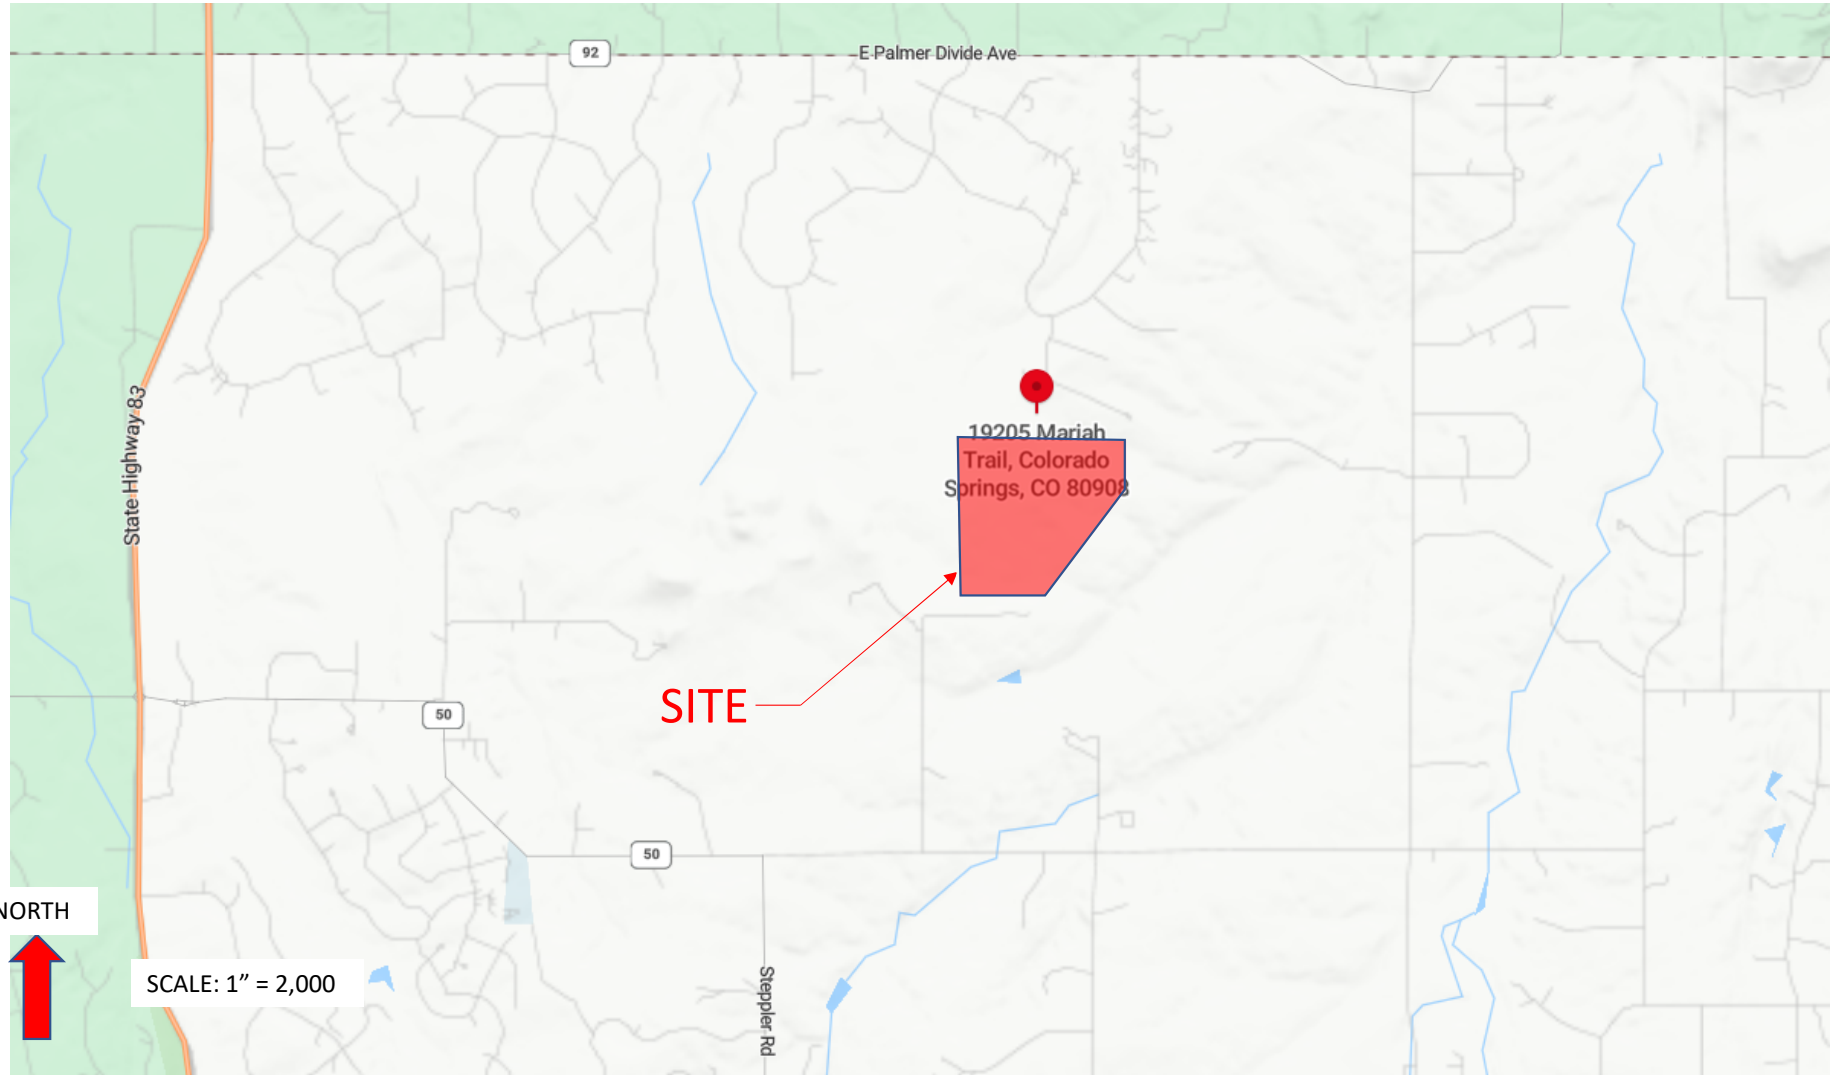 92
E Palmer Divide Ave
State Highway 83
19205 Mariah
Trail, Colorado
Springs, CO 80908
SITE
50
50
NORTH
SCALE: 1” = 2,000
Steppler Rd